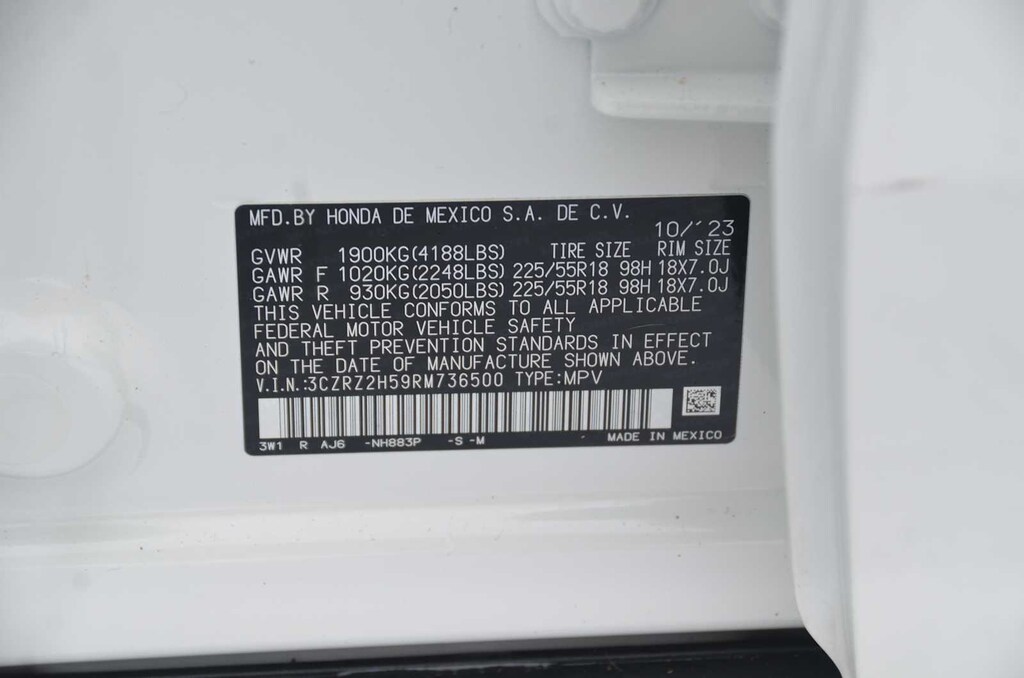 MFD.BY HONDA DE MEXICO S.A. DE C.V.
10/'23
GVWR 1900KG(4188LBS) TIRE SIZE RIM SIZE
GAWR F 1020KG(2248LBS) 225/55R18 98H 18X7.0J
GAWR R 930KG(2050LBS) 225/55R18 98H 18X7.0J
THIS VEHICLE CONFORMS TO ALL APPLICABLE
FEDERAL MOTOR VEHICLE SAFETY
AND THEFT PREVENTION STANDARDS IN EFFECT
ON THE DATE OF MANUFACTURE SHOWN ABOVE.
V.I.N.:3CZRZ2H59RM736500 TYPE:MPV
3W1 R AJ6 -NH883P -S -M - MADE IN MEXICO